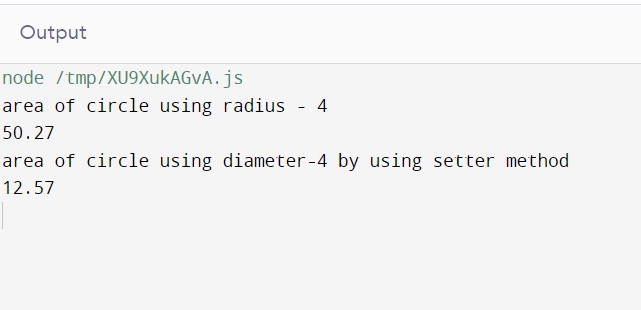 Output
node /tmp/XU9XukAGvA.js
area of circle using radius - 4
50.27
area of circle using diameter-4 by using setter method
12.57